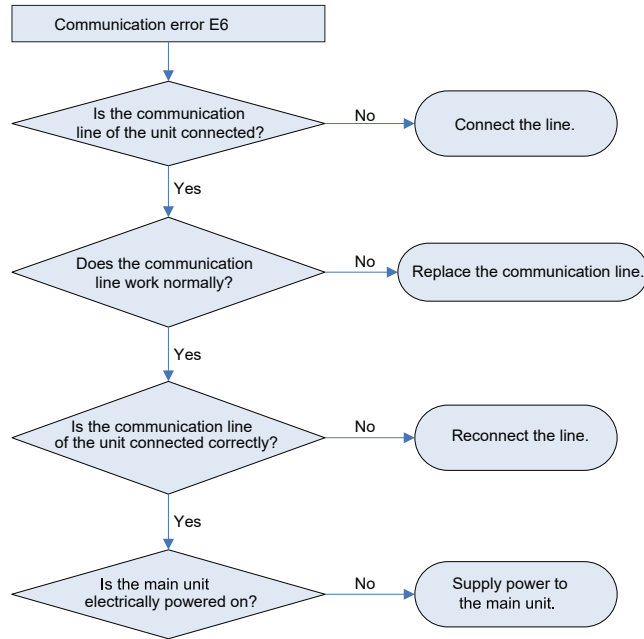 Communication error E6
Is the communication
line of the unit connected?
No
Connect the line.
Yes
Does the communication
line work normally?
No
Replace the communication line.
Yes
Is the communication line
of the unit connected correctly?
No
Reconnect the line.
Yes
Is the main unit
electrically powered on?
No
Supply power to
the main unit.